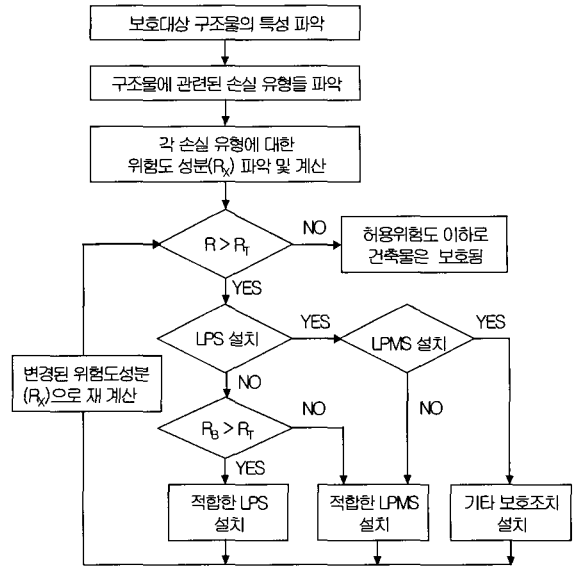 보호대상 구조물의 특성 파악
구조물에 관련된 손실 유형들 파악
각 손실 유형에 대한
위험도 성분(Rx) 파악 및 계산
R > RT
NO
허용위험도 이하로
건축물은 보호됨
YES
LPS 설치
YES
LPMS 설치
YES
변경된 위험도성분
(Rx)으로 재 계산
NO
NO
NO
RB > RT
YES
적합한 LPS
설치
적합한 LPMS
설치
기타 보호조치
설치